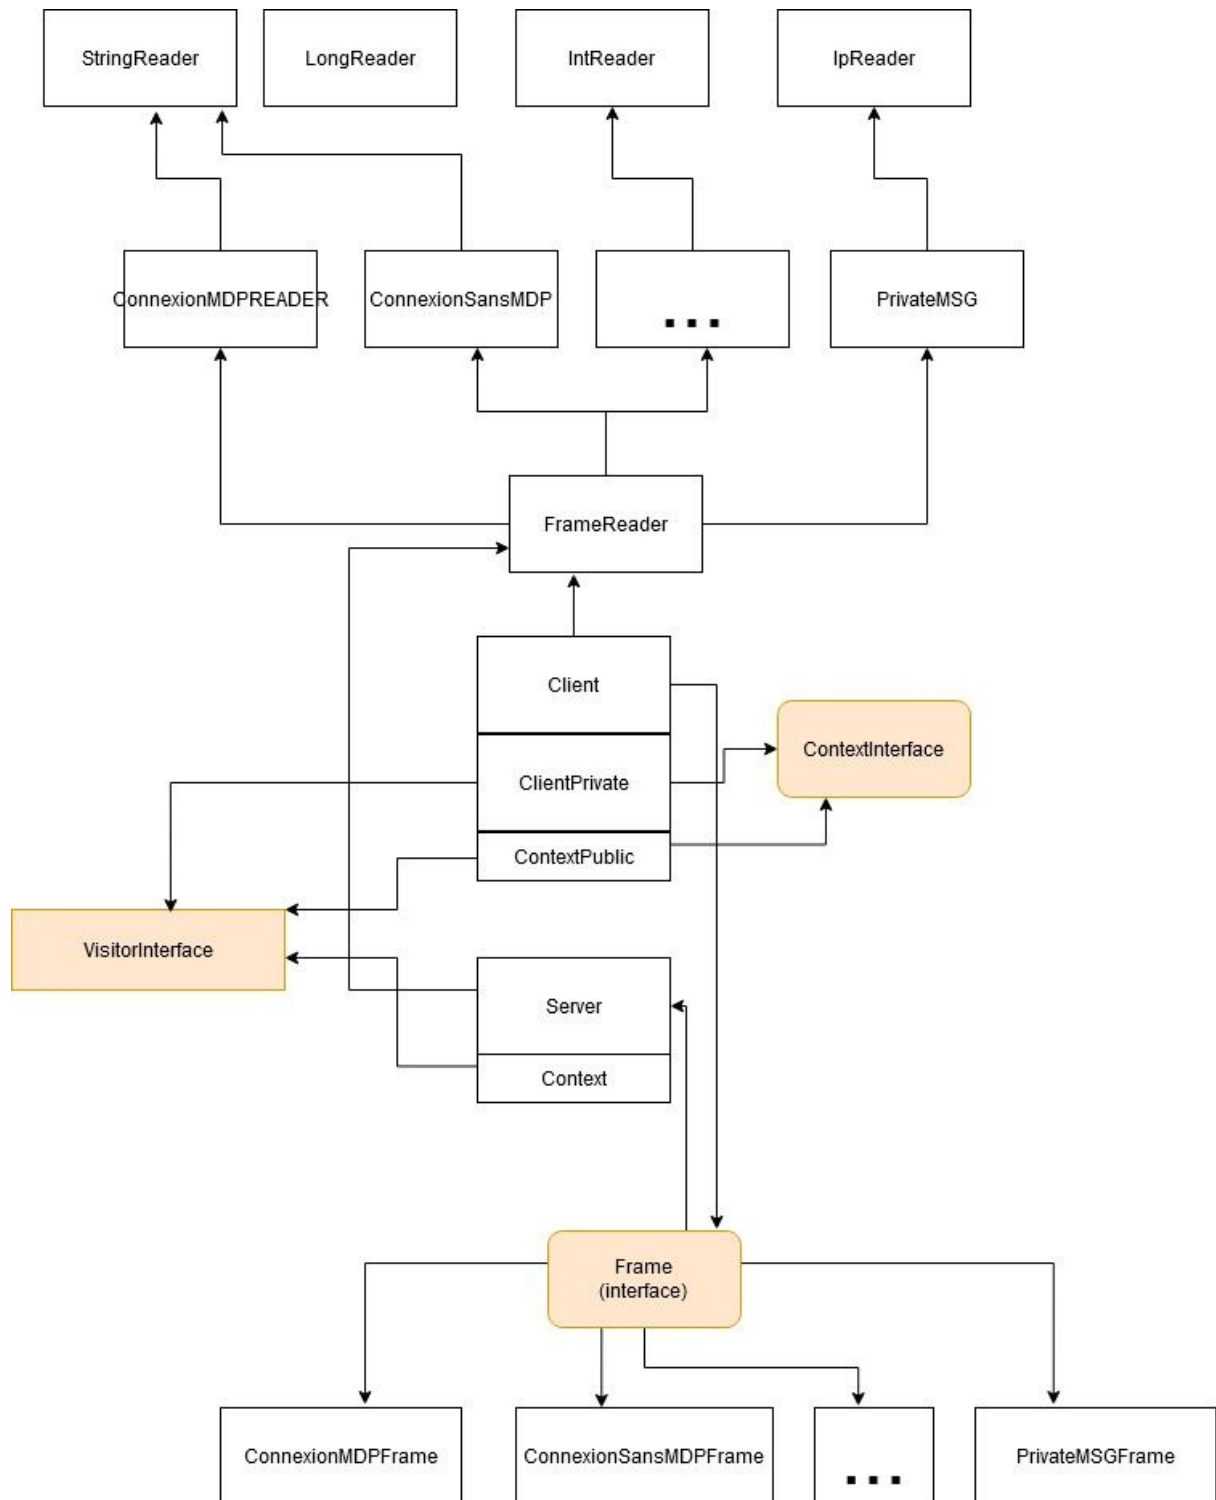 StringReader
LongReader
IntReader
IpReader
ConnexionMDPREADER
ConnexionSansMDP
...
PrivateMSG
FrameReader
Client
ContextInterface
ClientPrivate
ContextPublic
VisitorInterface
Server
Context
Frame
(interface)
ConnexionMDPFrame
ConnexionSansMDPFrame
...
PrivateMSGFrame